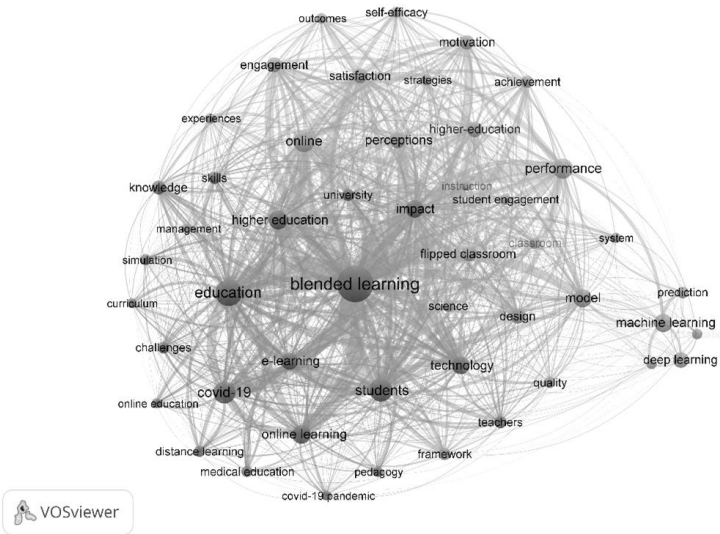 self-efficacy
outcomes
motivation
engagement
satisfaction
strategies
achievement
experiences
higher-education
online
perceptions
performance
skills
knowledge
instruction
university
student engagement
impact
higher education
management
system
classroom
flipped classroom
simulation
blended learning
education
prediction
model
curriculum
science
design
machine learning
challenges
deep learning
e-learning
technology
quality
covid-19
students
online education
teachers
online learning
distance learning
framework
medical education
pedagogy
covid-19 pandemic
VOSviewer